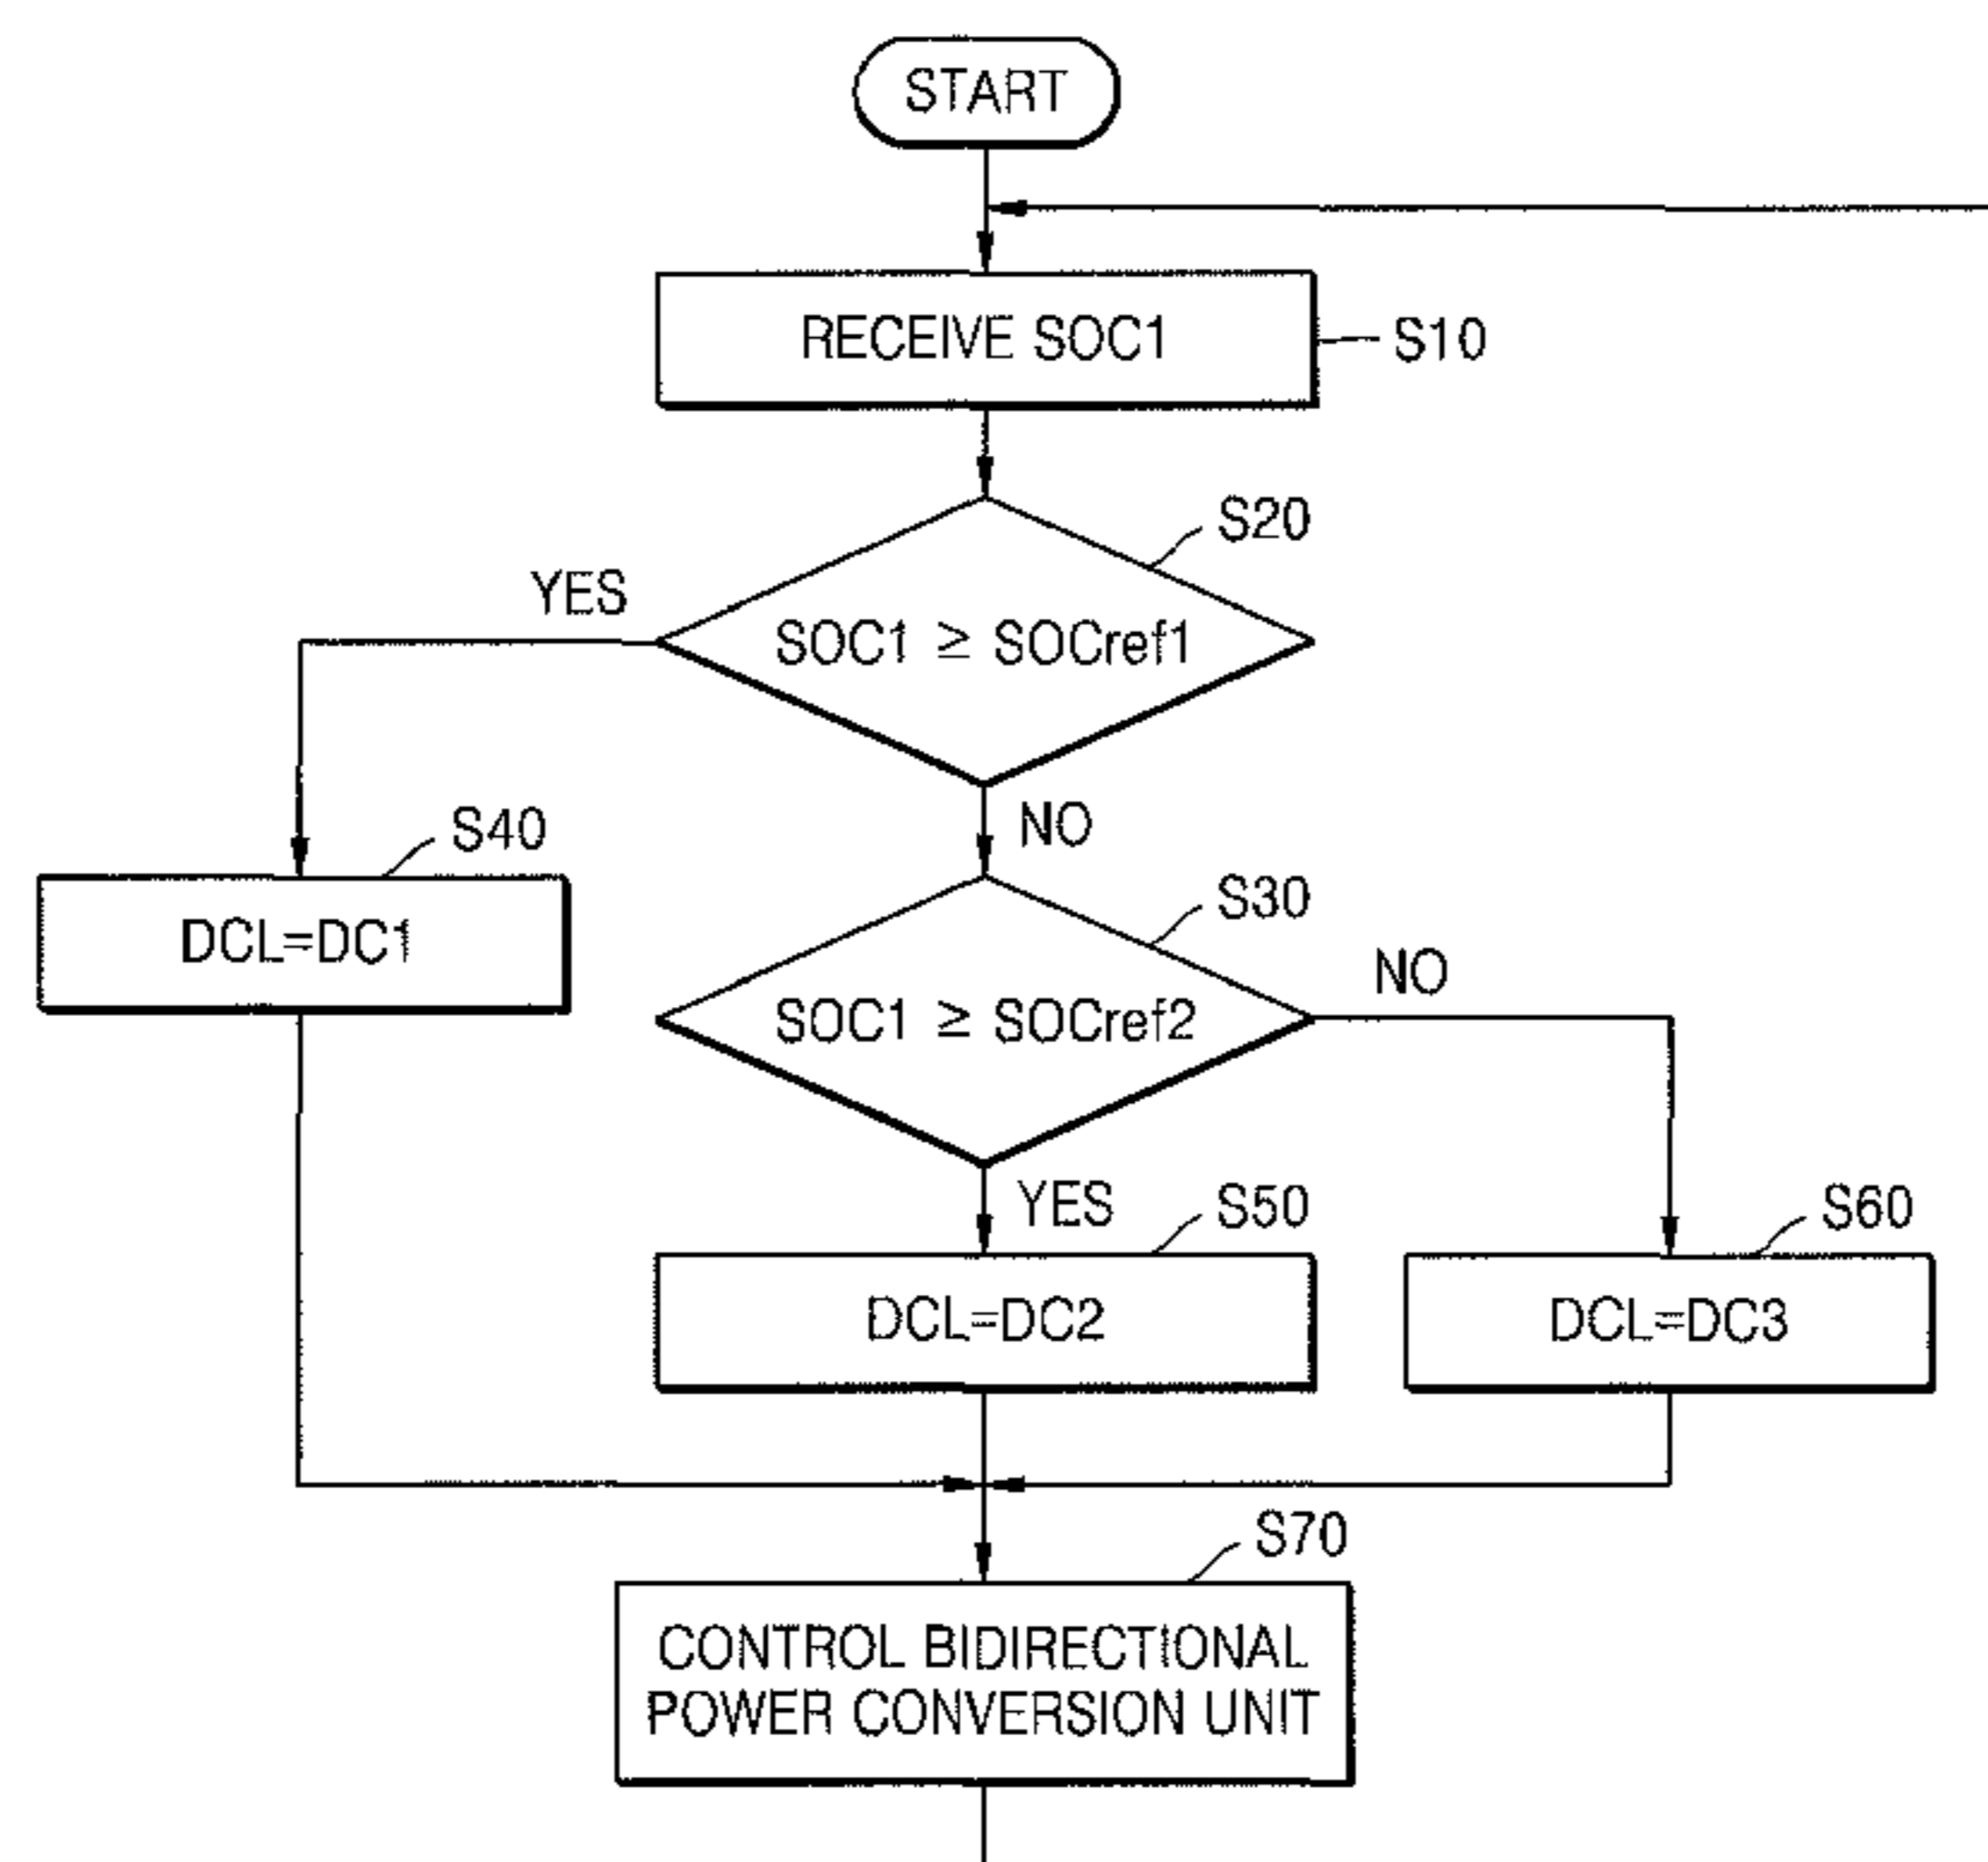 START
RECEIVE SOC1
S10
S20
YES
SOC1 ≥ SOCref1
NO
S40
DCL=DC1
S30
NO
SOC1 ≥ SOCref2
YES
S50
S60
DCL=DC2
DCL=DC3
S70
CONTROL BIDIRECTIONAL
POWER CONVERSION UNIT